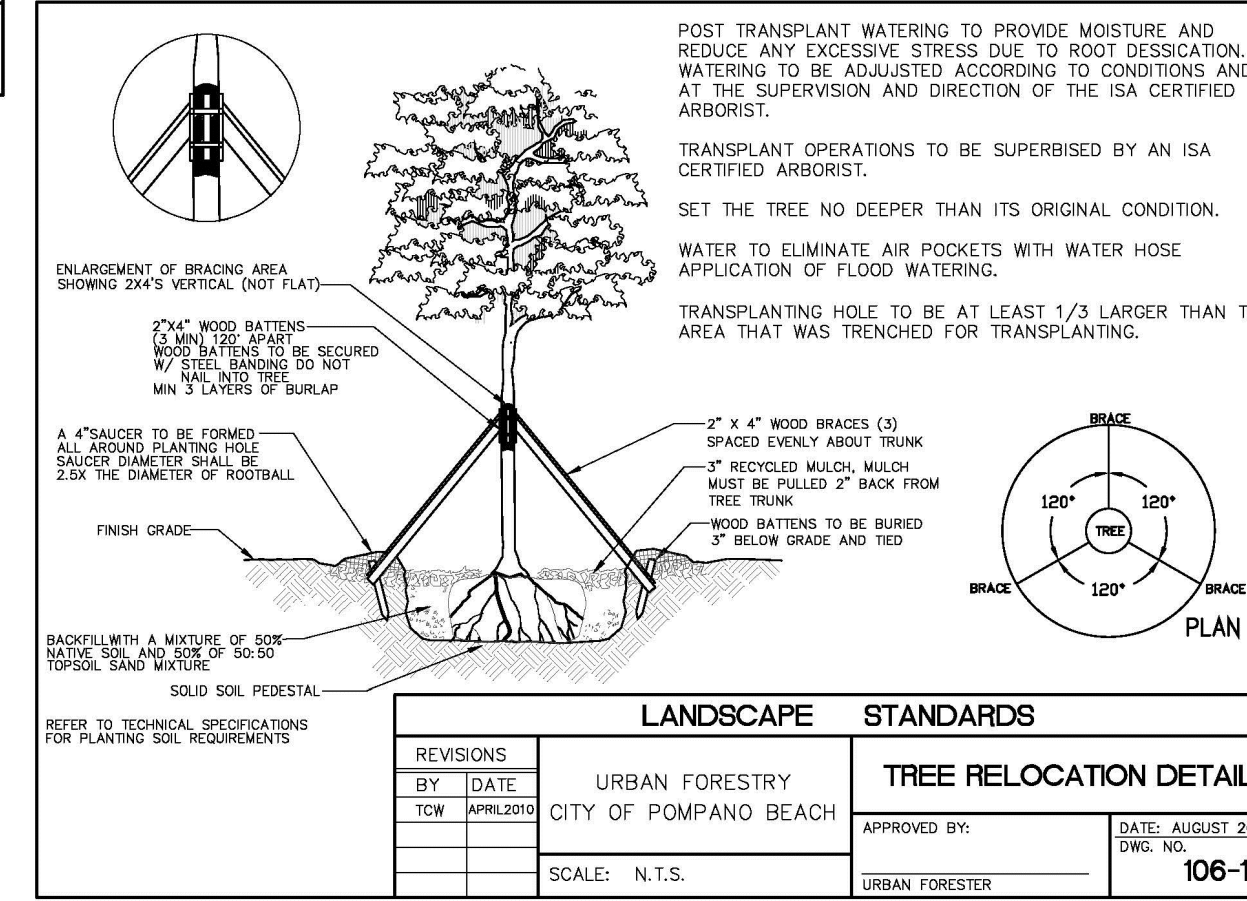 POST TRANSPLANT WATERING TO PROVIDE MOISTURE AND
REDUCE ANY EXCESSIVE STRESS DUE TO ROOT DESSICATION.
WATERING TO BE ADJUJSTED ACCORDING TO CONDITIONS AND
AT THE SUPERVISION AND DIRECTION OF THE ISA CERTIFIED
ARBORIST.
TRANSPLANT OPERATIONS TO BE SUPERBISED BY AN ISA
CERTIFIED ARBORIST.
SET THE TREE NO DEEPER THAN ITS ORIGINAL CONDITION.
WATER TO ELIMINATE AIR POCKETS WITH WATER HOSE
APPLICATION OF FLOOD WATERING.
TRANSPLANTING HOLE TO BE AT LEAST 1/3 LARGER THAN
AREA THAT WAS TRENCHED FOR TRANSPLANTING.
ENLARGEMENT OF BRACING AREA
SHOWING 2X4'S VERTICAL (NOT FLAT)
2"X4" WOOD BATTENS
(3 MIN) 120' APART
WOOD BATTENS TO BE SECURED
W/ STEEL BANDING DO NOT
NAIL INTO TREE
MIN 3 LAYERS OF BURLAP
A 4"SAUCER TO BE FORMED
ALL AROUND PLANTING HOLE
SAUCER DIAMETER SHALL BE
2.5X THE DIAMETER OF ROOTBALL
FINISH GRADE
BACKFILLWITH A MIXTURE OF 50%
NATIVE SOIL AND 50% OF 50:50
TOPSOIL SAND MIXTURE
SOLID SOIL PEDESTAL
REFER TO TECHNICAL SPECIFICATIONS
FOR PLANTING SOIL REQUIREMENTS
2" X 4" WOOD BRACES (3)
SPACED EVENLY ABOUT TRUNK
3" RECYCLED MULCH, MULCH
MUST BE PULLED 2" BACK FROM
TREE TRUNK
WOOD BATTENS TO BE BURIED
3" BELOW GRADE AND TIED
BRACE
120° 120°
TREE
120°
BRACE BRACE
PLAN
LANDSCAPE STANDARDS
REVISIONS
BY DATE
TCW APRIL2010
URBAN FORESTRY
CITY OF POMPANO BEACH
SCALE: N.T.S.
TREE RELOCATION DETAIL
APPROVED BY:
URBAN FORESTER
DATE: AUGUST
DWG. NO.
106-1